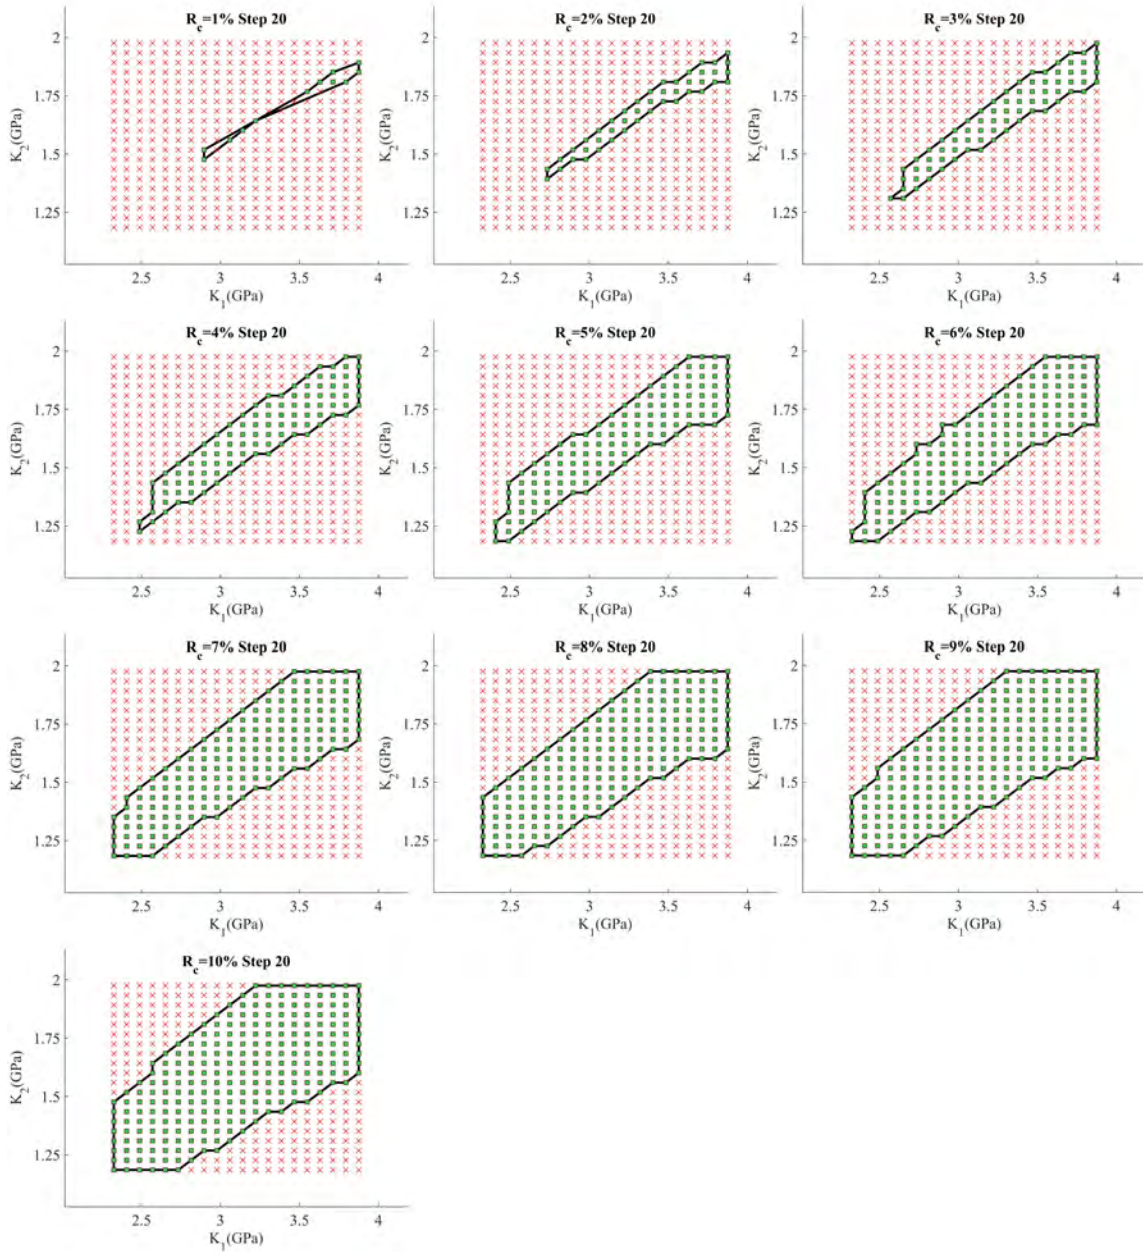 R_c=1% Step 20
R_c=2% Step 20
R_c=3% Step 20
2
1.75
1.5
1.25
K_2(GPa)
2.5
3
3.5
4
K_1(GPa)
2
1.75
1.5
1.25
K_2(GPa)
2.5
3
3.5
4
K_1(GPa)
2
1.75
1.5
1.25
K_2(GPa)
2.5
3
3.5
4
K_1(GPa)
R_c=4% Step 20
R_c=5% Step 20
R_c=6% Step 20
2
1.75
1.5
1.25
K_2(GPa)
2.5
3
3.5
4
K_1(GPa)
2
1.75
1.5
1.25
K_2(GPa)
2.5
3
3.5
4
K_1(GPa)
2
1.75
1.5
1.25
K_2(GPa)
2.5
3
3.5
4
K_1(GPa)
R_c=7% Step 20
R_c=8% Step 20
R_c=9% Step 20
2
1.75
1.5
1.25
K_2(GPa)
2.5
3
3.5
4
K_1(GPa)
2
1.75
1.5
1.25
K_2(GPa)
2.5
3
3.5
4
K_1(GPa)
2
1.75
1.5
1.25
K_2(GPa)
2.5
3
3.5
4
K_1(GPa)
R_c=10% Step 20
2
1.75
1.5
1.25
K_2(GPa)
2.5
3
3.5
4
K_1(GPa)